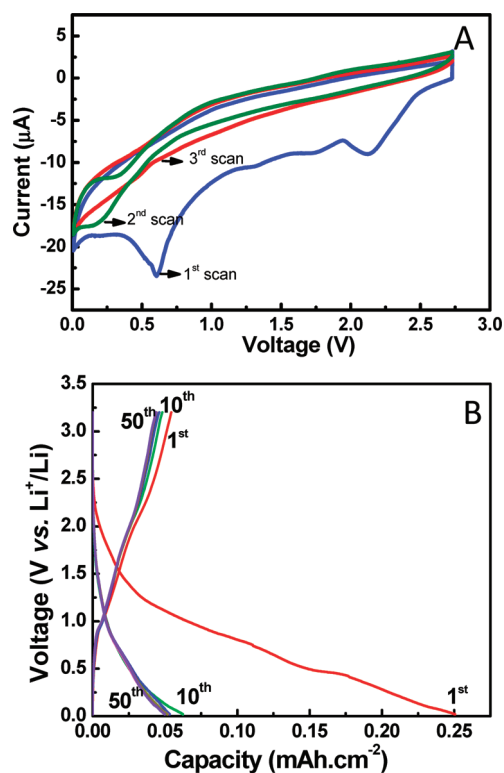 A
5
0
-5
-10
-15
-20
-25
Current (µA)
3rd scan
2nd scan
1st scan
0.0 0.5 1.0 1.5 2.0 2.5 3.0
Voltage (V)
B
3.5
3.0
2.5
2.0
1.5
1.0
0.5
0.0
Voltage (V vs. Li+/Li)
50th 10th
1st
50th 10th 1st
0.00 0.05 0.10 0.15 0.20 0.25
Capacity (mAh.cm-2)